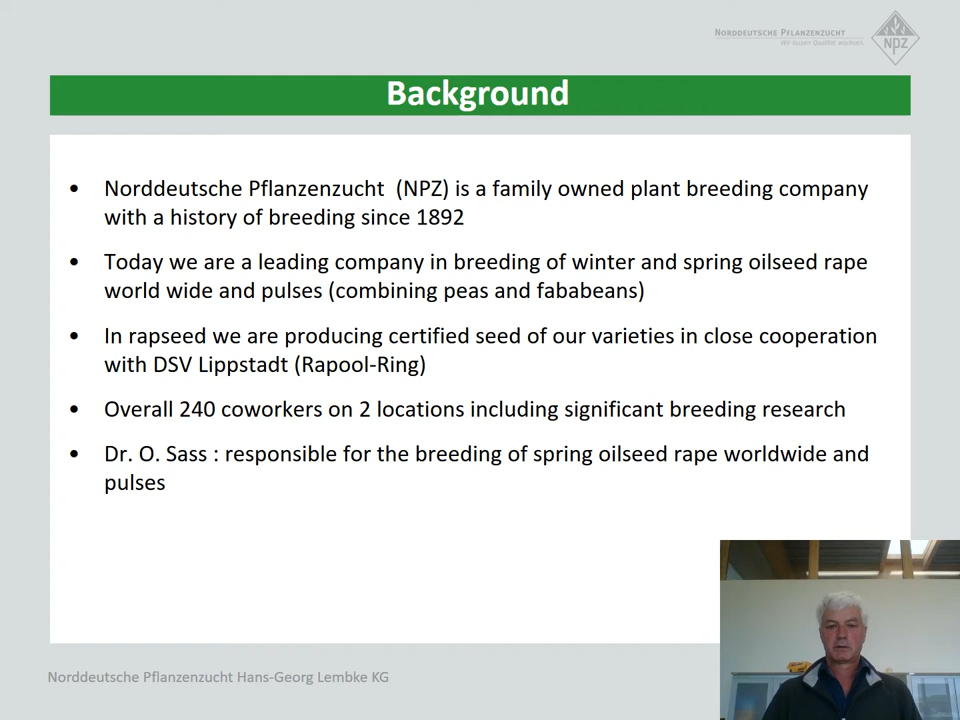 Norddeutsche Pflanzenzucht
Wir lassen Qualität wachsen.
npz
Background
• Norddeutsche Pflanzenzucht (NPZ) is a family owned plant breeding company
with a history of breeding since 1892
• Today we are a leading company in breeding of winter and spring oilseed rape
world wide and pulses (combining peas and fababeans)
• In rapseed we are producing certified seed of our varieties in close cooperation
with DSV Lippstadt (Rapool-Ring)
• Overall 240 coworkers on 2 locations including significant breeding research
• Dr. O. Sass : responsible for the breeding of spring oilseed rape worldwide and
pulses
Norddeutsche Pflanzenzucht Hans-Georg Lembke KG